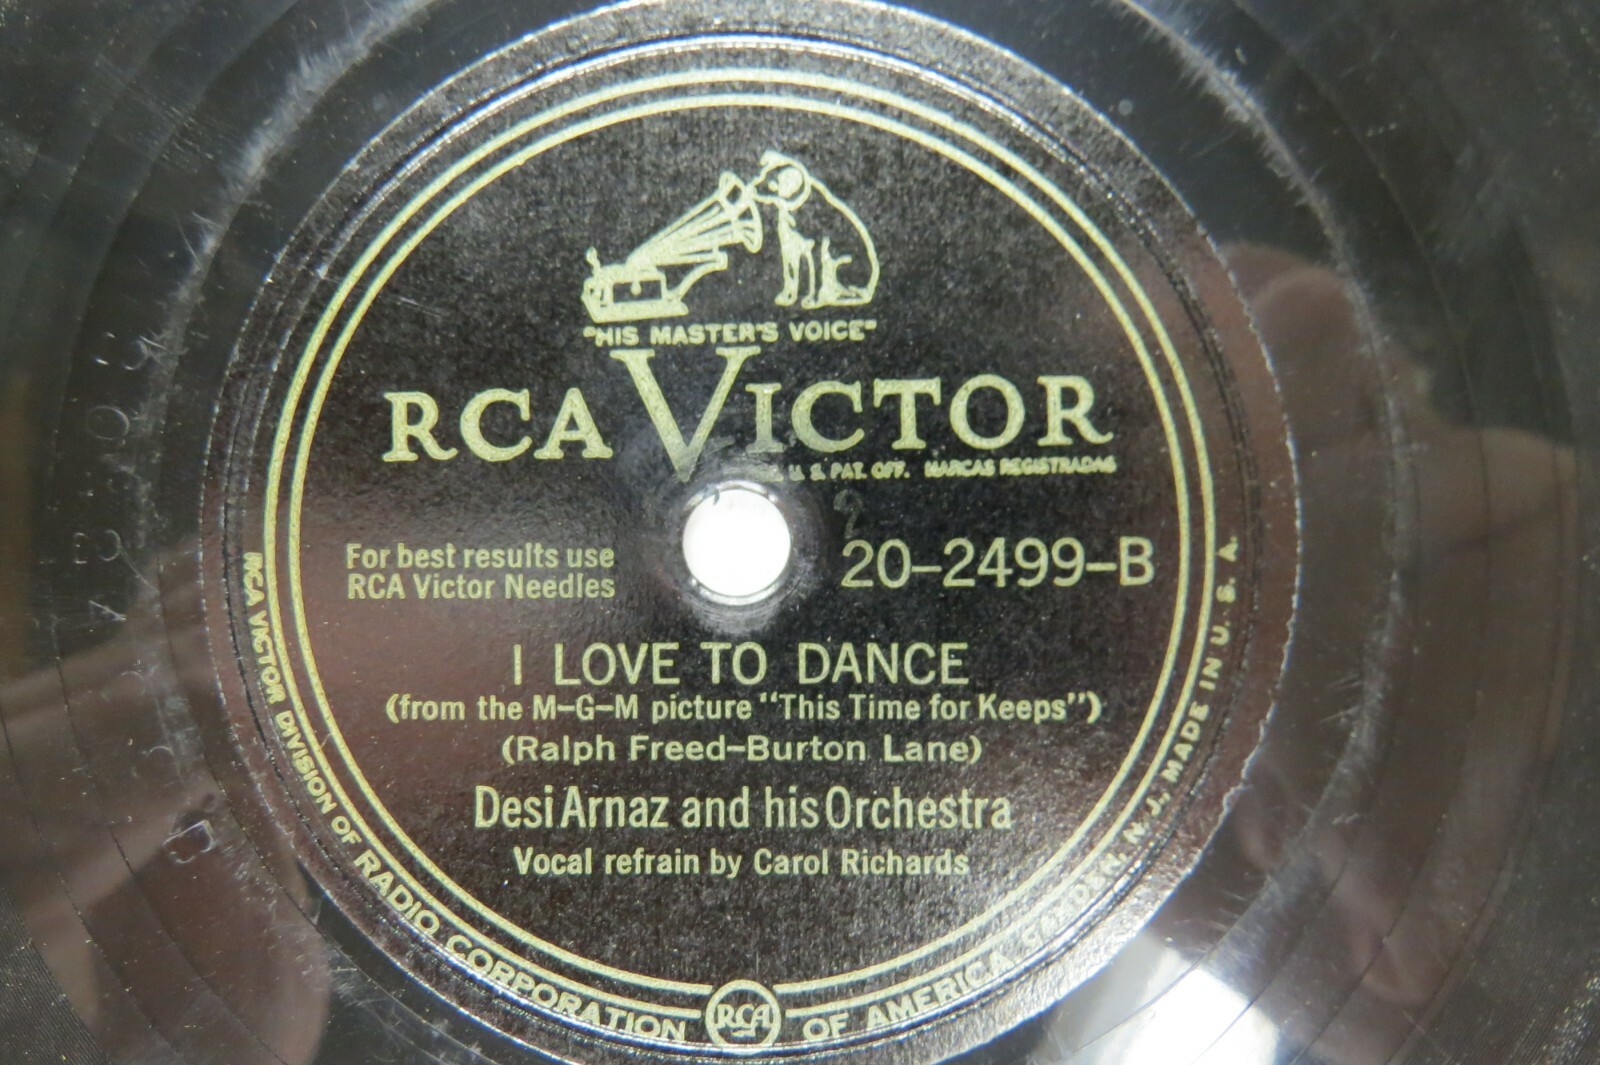 "HIS MASTER'S VOICE"
RCA VICTOR
U. S. PAT. OFF. MARCAS REGISTRADAS
For best results use
RCA Victor Needles
20-2499-B
I LOVE TO DANCE
(from the M-G-M picture "This Time for Keeps")
(Ralph Freed-Burton Lane)
Desi Arnaz and his Orchestra
Vocal refrain by Carol Richards
RCA VICTOR DIVISION OF RADIO CORPORATION OF AMERICA, CAMDEN, N. J., MADE IN U. S. A.
RCA